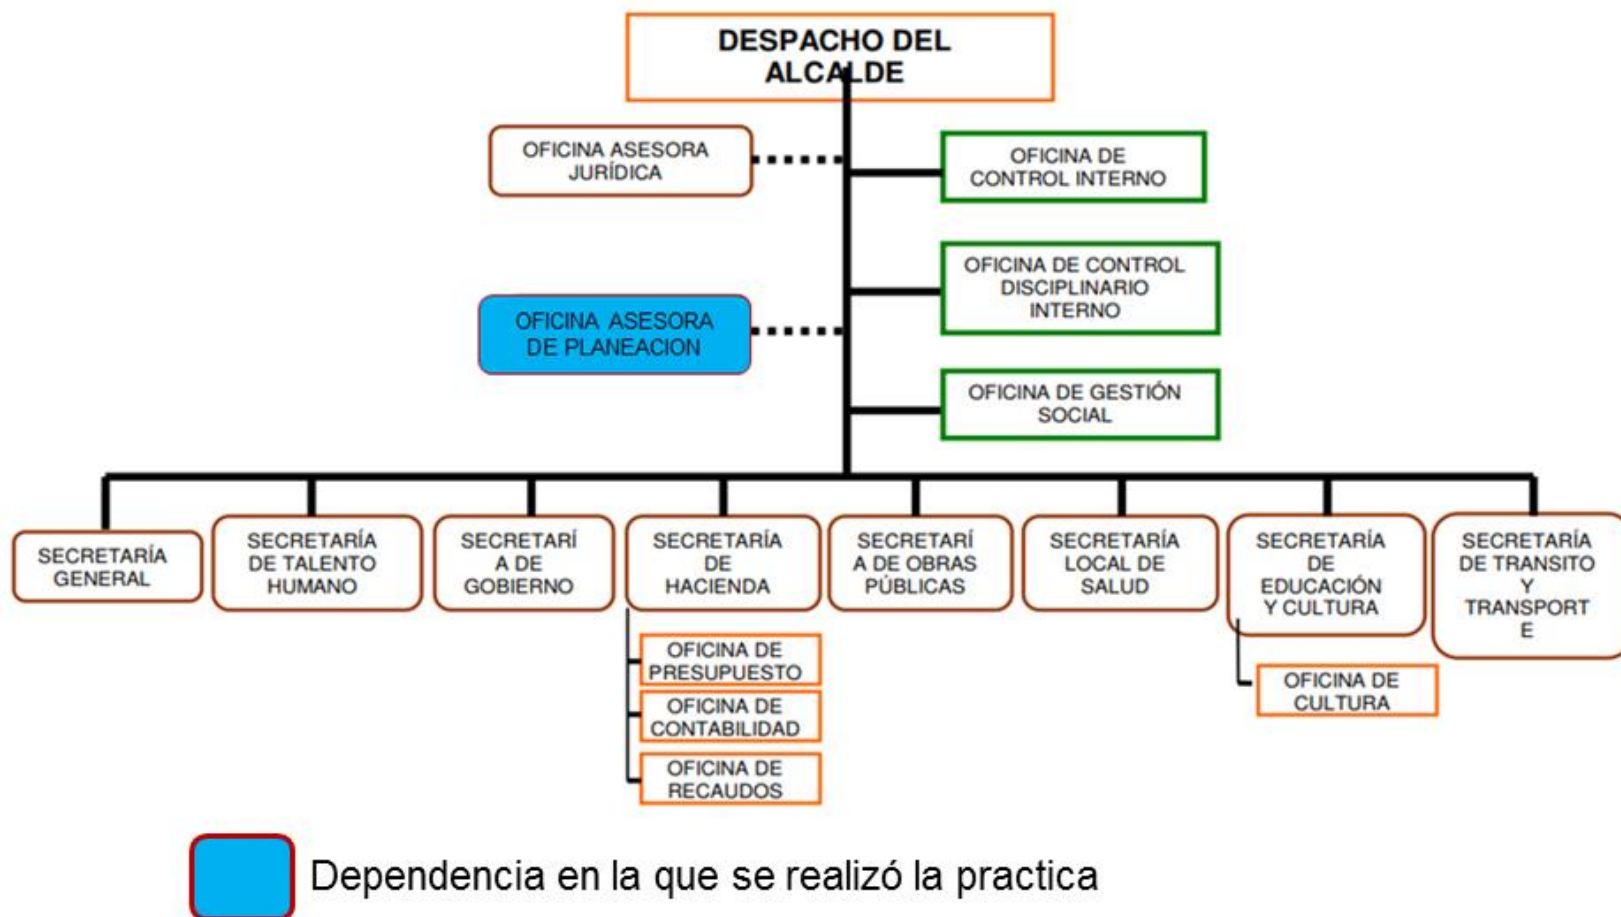 DESPACHO DEL
ALCALDE
OFICINA ASESORA
JURÍDICA
OFICINA DE
CONTROL INTERNO
OFICINA DE CONTROL
DISCIPLINARIO
INTERNO
OFICINA ASESORA
DE PLANEACION
OFICINA DE GESTIÓN
SOCIAL
SECRETARÍA
GENERAL
SECRETARÍA
DE TALENTO
HUMANO
SECRETARÍ
A DE
GOBIERNO
SECRETARÍA
DE
HACIENDA
SECRETARÍ
A DE OBRAS
PÚBLICAS
SECRETARÍA
LOCAL DE
SALUD
SECRETARÍA
DE
EDUCACIÓN
Y CULTURA
SECRETARÍA
DE TRANSITO
Y
TRANSPORT
E
OFICINA DE
PRESUPUESTO
OFICINA DE
CONTABILIDAD
OFICINA DE
RECAUDOS
OFICINA DE
CULTURA
Dependencia en la que se realizó la practica